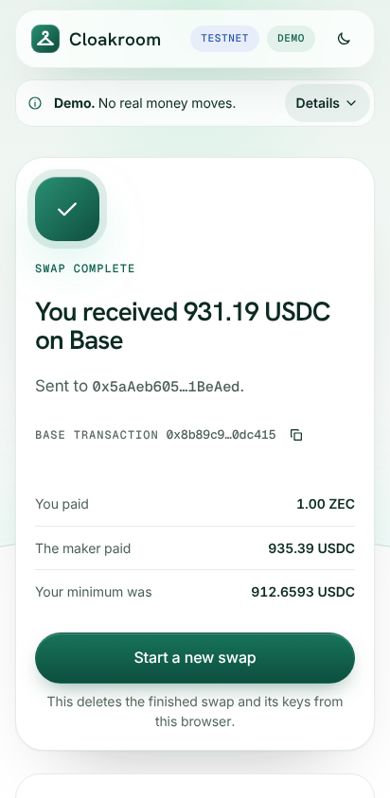 Cloakroom TESTNET DEMO
Demo. No real money moves. Details
SWAP COMPLETE
You received 931.19 USDC
on Base
Sent to 0x5aAeb605…1BeAed.
BASE TRANSACTION 0x8b89c9…0dc415
You paid 1.00 ZEC
The maker paid 935.39 USDC
Your minimum was 912.6593 USDC
Start a new swap
This deletes the finished swap and its keys from
this browser.